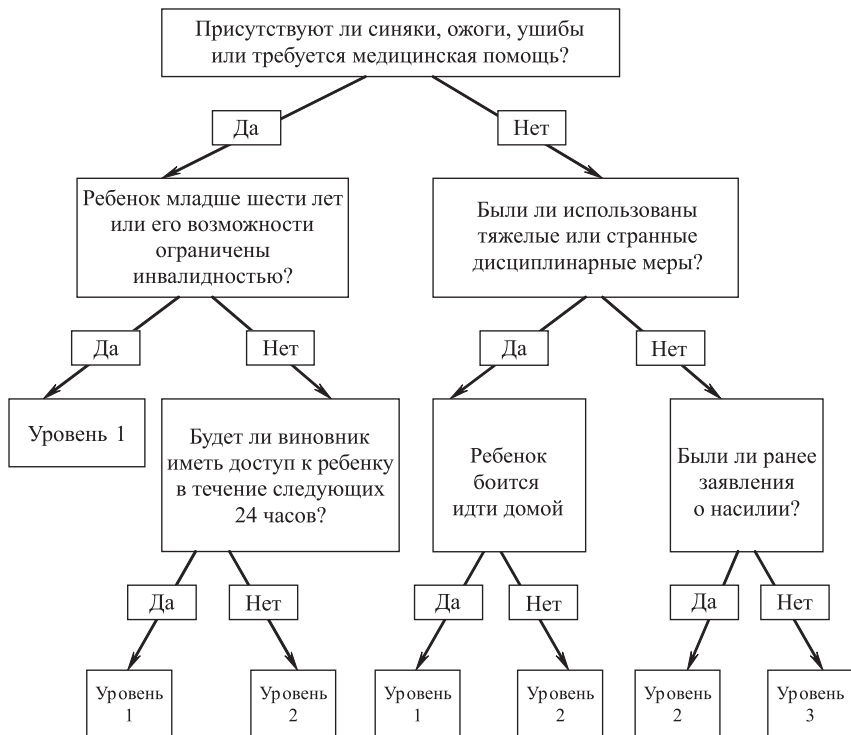 Присутствуют ли синяки, ожоги, ушибы
или требуется медицинская помощь?
Да
Нет
Ребенок младше шести лет
или его возможности
ограничены
инвалидностью?
Были ли использованы
тяжелые или странные
дисциплинарные меры?
Да
Нет
Да
Нет
Уровень 1
Будет ли виновник
иметь доступ к ребенку
в течение следующих
24 часов?
Ребенок
боится
идти домой
Были ли ранее
заявления
о насилии?
Да
Нет
Да
Нет
Да
Нет
Уровень
1
Уровень
2
Уровень
1
Уровень
2
Уровень
2
Уровень
3